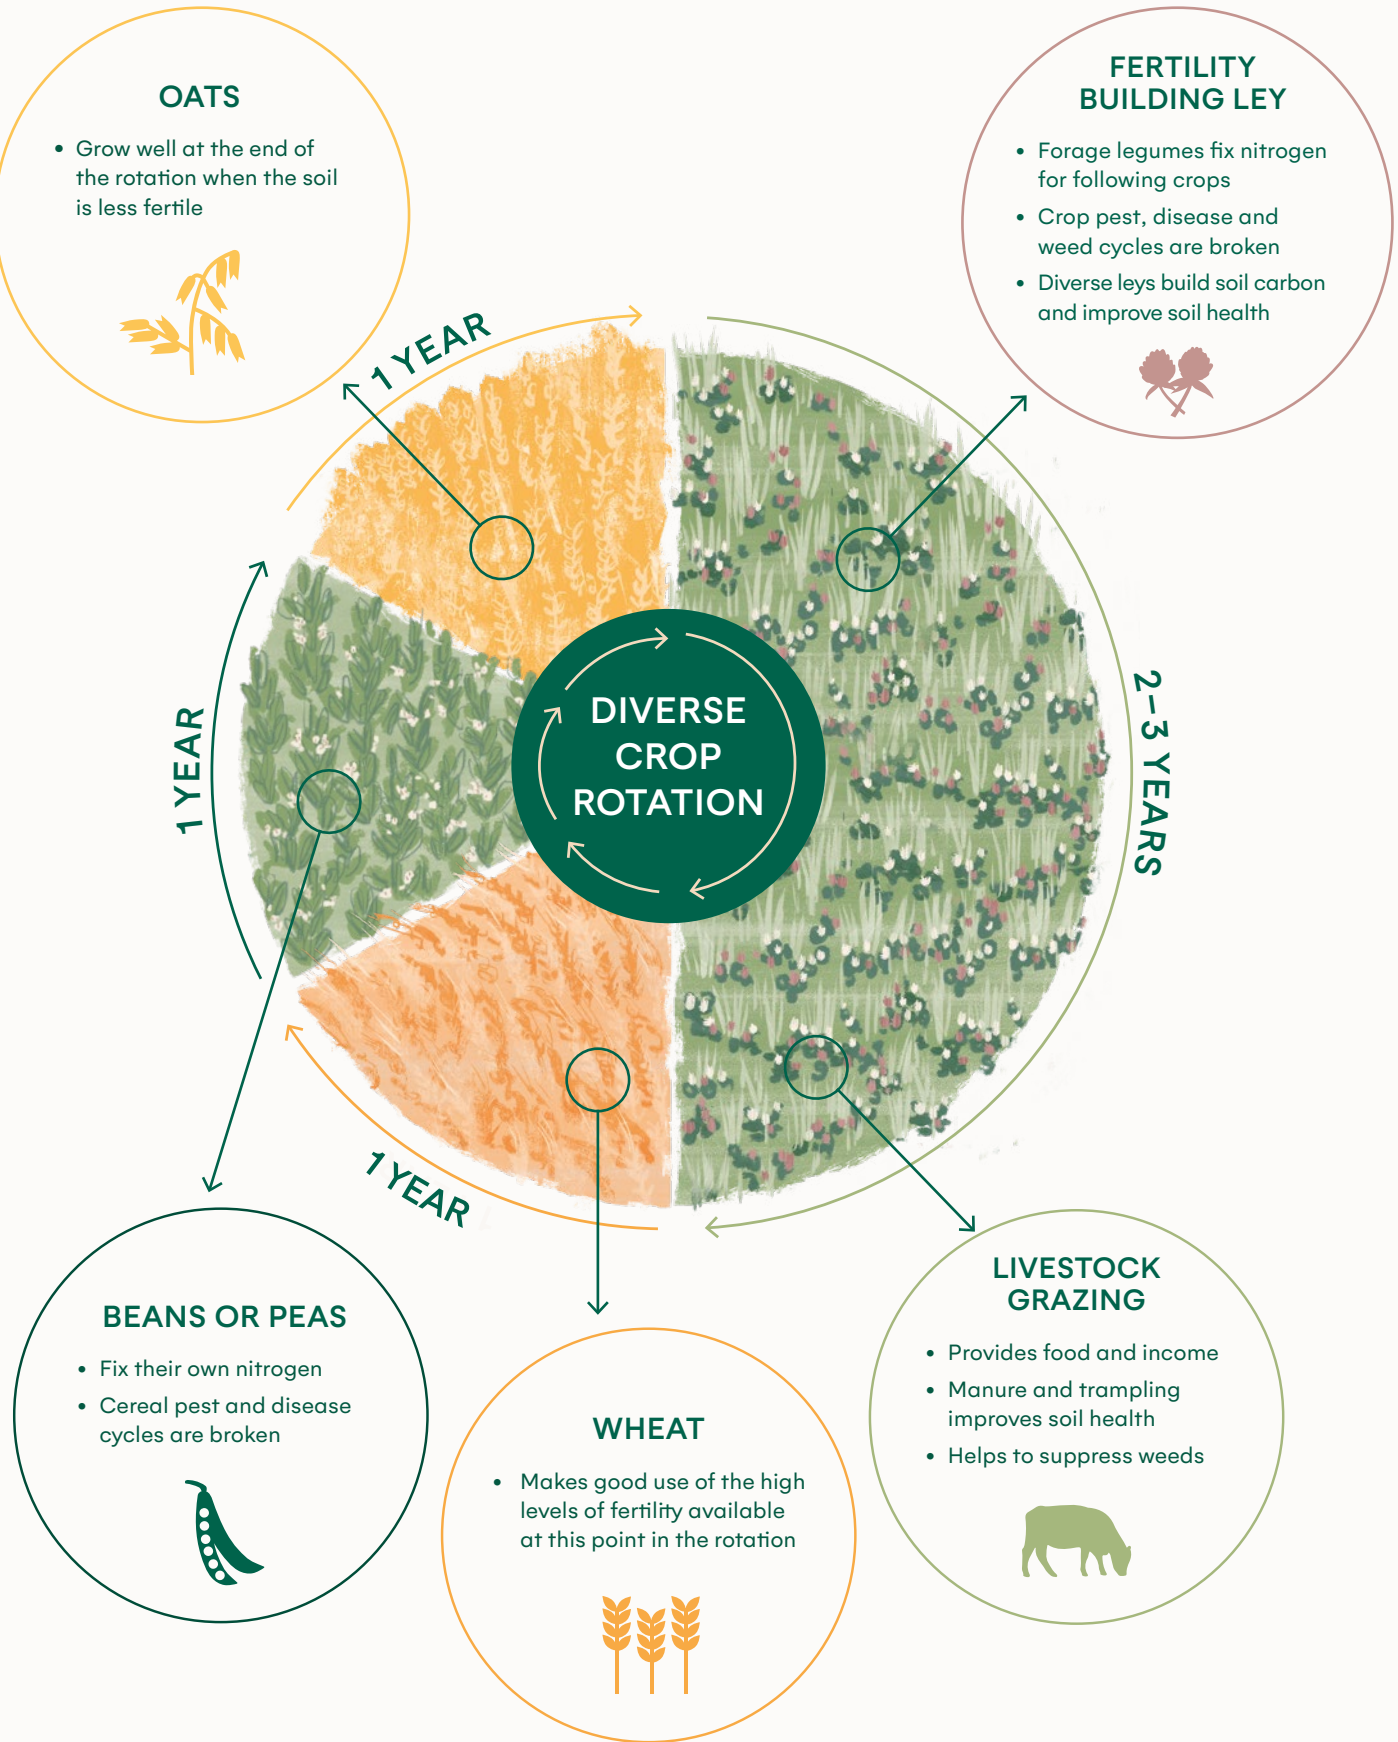 OATS
• Grow well at the end of
the rotation when the soil
is less fertile
FERTILITY
BUILDING LEY
• Forage legumes fix nitrogen
for following crops
• Crop pest, disease and
weed cycles are broken
• Diverse leys build soil carbon
and improve soil health
1 YEAR
2–3 YEARS
1 YEAR
1 YEAR
DIVERSE
CROP
ROTATION
BEANS OR PEAS
• Fix their own nitrogen
• Cereal pest and disease
cycles are broken
WHEAT
• Makes good use of the high
levels of fertility available
at this point in the rotation
LIVESTOCK
GRAZING
• Provides food and income
• Manure and trampling
improves soil health
• Helps to suppress weeds